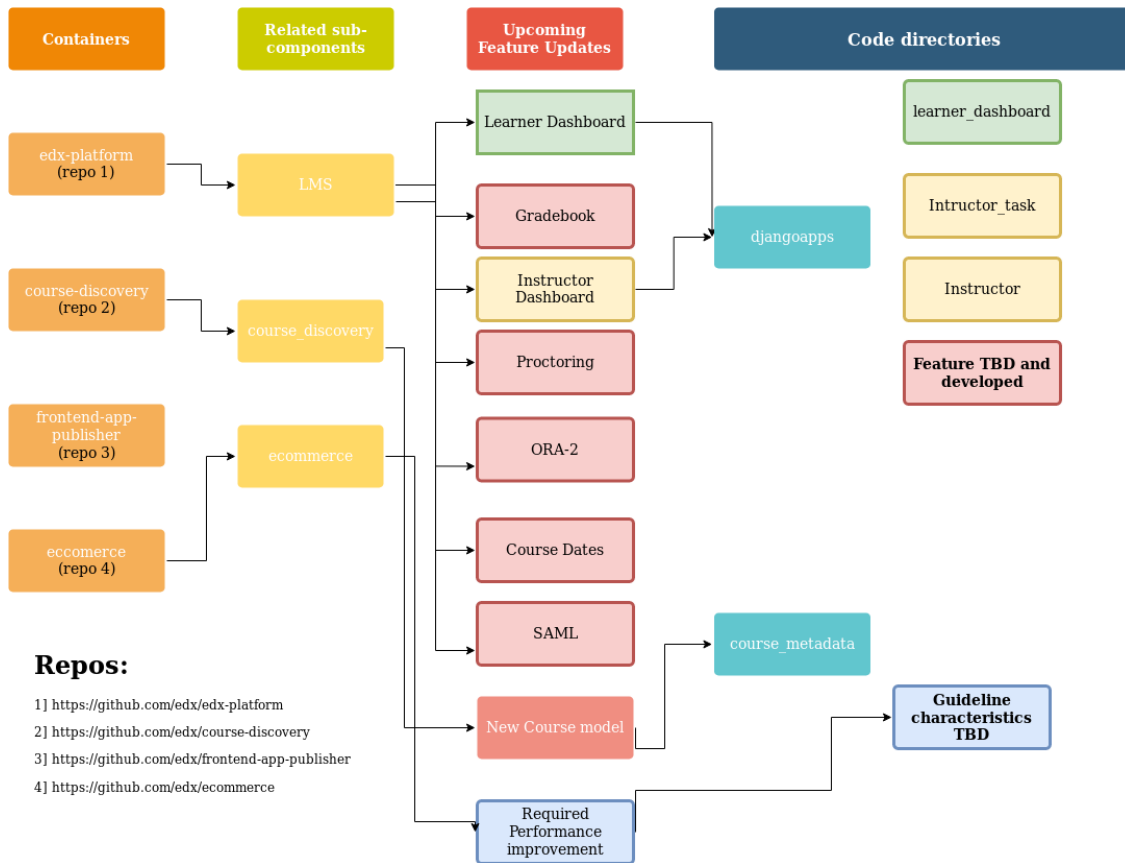 Containers
Related sub-
components
Upcoming
Feature Updates
Code directories
edx-platform
(repo 1)
course-discovery
(repo 2)
frontend-app-
publisher
(repo 3)
eccomerce
(repo 4)
LMS
course_discovery
ecommerce
Learner Dashboard
Gradebook
Instructor
Dashboard
Proctoring
ORA-2
Course Dates
SAML
New Course model
Required
Performance
improvement
djangoapps
course_metadata
learner_dashboard
Intructor_task
Instructor
Feature TBD and
developed
Guideline
characteristics
TBD
Repos:
1] https://github.com/edx/edx-platform
2] https://github.com/edx/course-discovery
3] https://github.com/edx/frontend-app-publisher
4] https://github.com/edx/ecommerce